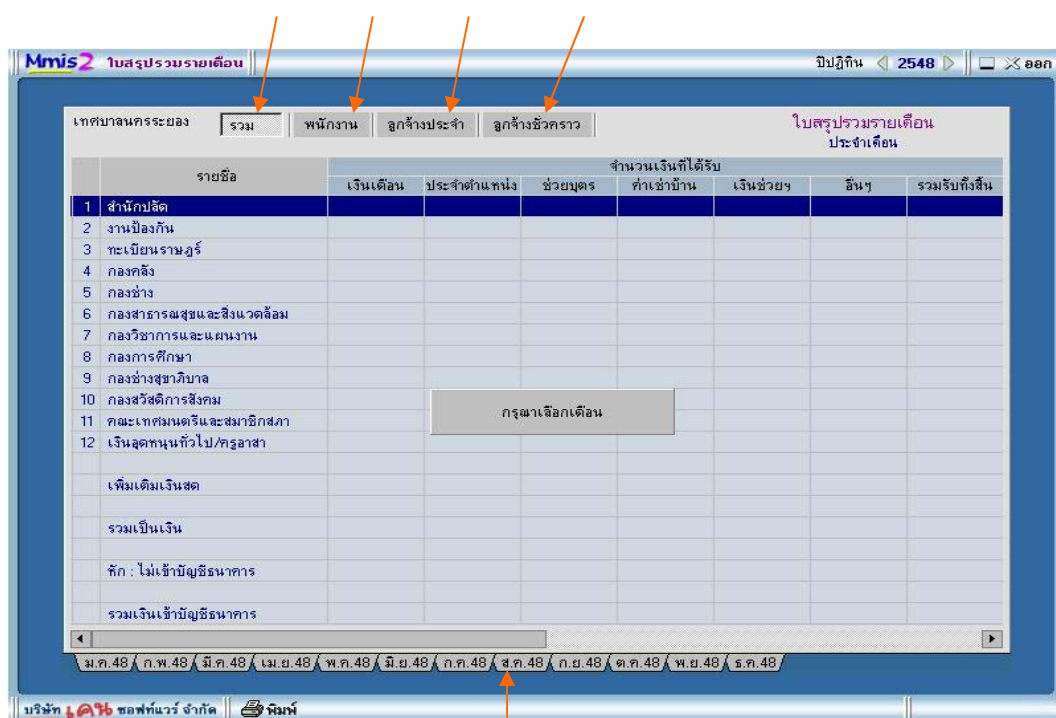 Mmis2 ใบสรุปรวมรายเดือน ปีปฏิทิน 2548 ออก
เทศบาลนครระยอง รวม พนักงาน ลูกจ้างประจำ ลูกจ้างชั่วคราว ใบสรุปรวมรายเดือน
ประจำเดือน
รายชื่อ จำนวนเงินที่ได้รับ
เงินเดือน ประจำตำแหน่ง ช่วยบุตร ค่าเช่าบ้าน เงินช่วยฯ อื่นๆ รวมรับทั้งสิ้น
1 สำนักปลัด
2 งานป้องกัน
3 ทะเบียนราษฎร์
4 กองคลัง
5 กองช่าง
6 กองสาธารณสุขและสิ่งแวดล้อม
7 กองวิชาการและแผนงาน
8 กองการศึกษา
9 กองช่างสุขาภิบาล
10 กองสวัสดิการสังคม
กรุณาเลือกเดือน
11 คณะเทศมนตรีและสมาชิกสภา
12 เงินอุดหนุนทั่วไป/ครูอาสา
เพิ่มเติมเงินสด
รวมเป็นเงิน
หัก : ไม่เข้าบัญชีธนาคาร
รวมเงินเข้าบัญชีธนาคาร
ม.ค.48 ก.พ.48 มี.ค.48 เม.ย.48 พ.ค.48 มิ.ย.48 ก.ค.48 ส.ค.48 ก.ย.48 ต.ค.48 พ.ย.48 ธ.ค.48
บริษัท เคน ซอฟท์แวร์ จำกัด พิมพ์